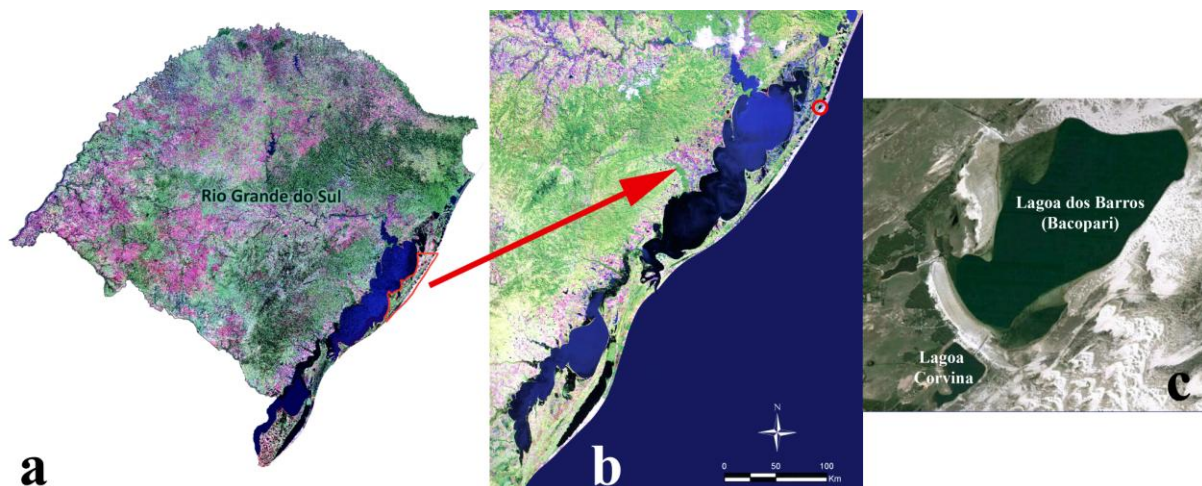 Rio Grande do Sul
a
N
0 50 100
Km
b
Lagoa dos Barros
(Bacopari)
Lagoa
Corvina
c